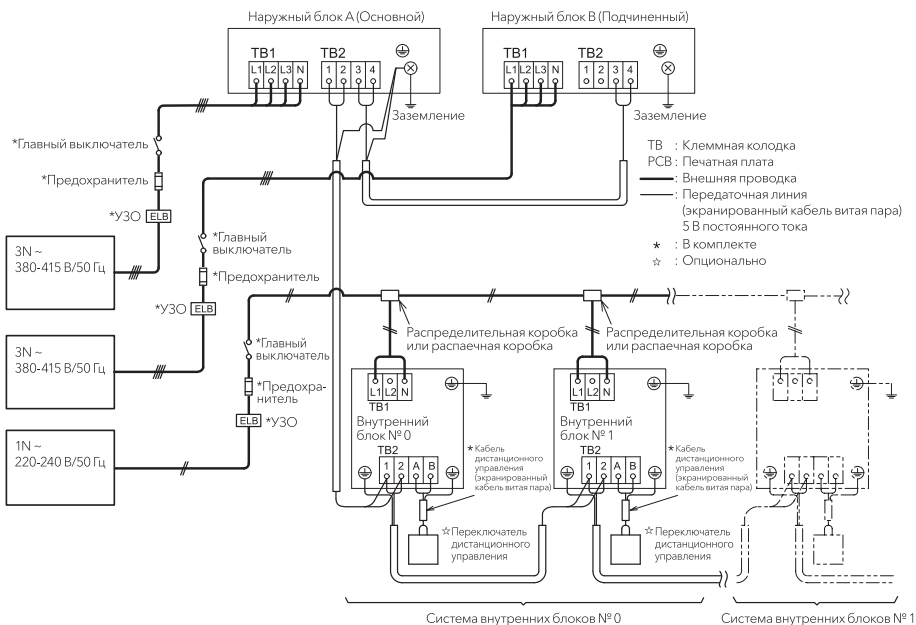 Наружный блок А (Основной)
Наружный блок В (Подчиненный)
TB1
TB2
L1 L2 L3 N
1 2 3 4
TB1
TB2
L1 L2 L3 N
1 2 3 4
Заземление
Заземление
*Главный выключатель
*Предохранитель
*УЗО
ELB
TB : Клеммная колодка
PCB : Печатная плата
: Внешняя проводка
: Передаточная линия
(экранированный кабель витая пара)
5 В постоянного тока
* : В комплекте
☆ : Опционально
3N ~
380-415 В/50 Гц
*Главный
выключатель
*Предохранитель
*УЗО
ELB
3N ~
380-415 В/50 Гц
*Главный
выключатель
*Предохра-
нитель
ELB
*УЗО
1N ~
220-240 В/50 Гц
Распределительная коробка
или распаечная коробка
Распределительная коробка
или распаечная коробка
L1 L2 N
TB1
Внутренний
блок № 0
TB2
1 2 A B
*Кабель
дистанционного
управления
(экранированный
кабель витая пара)
☆Переключатель
дистанционного
управления
L1 L2 N
TB1
Внутренний
блок № 1
TB2
1 2 A B
*Кабель
дистанционного
управления
(экранированный
кабель витая пара)
☆Переключатель
дистанционного
управления
Система внутренних блоков № 0
Система внутренних блоков № 1